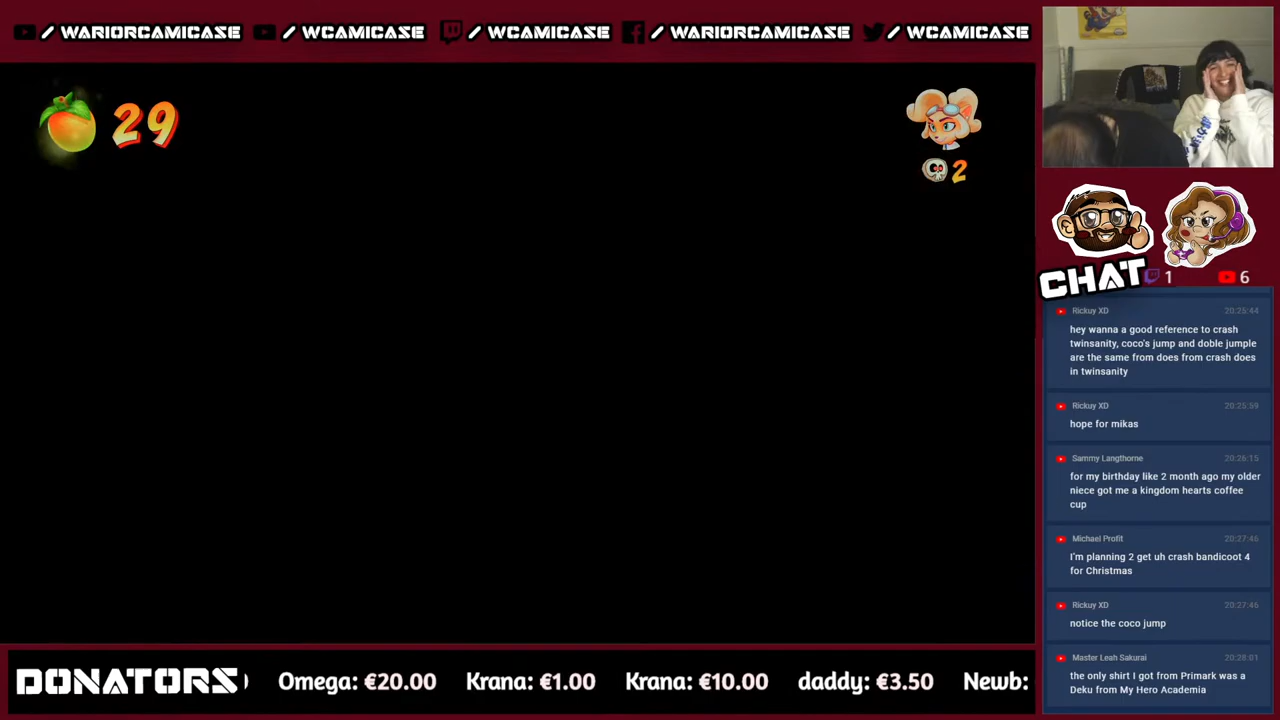 / WARIORCAMICASE / WCAMICASE / WCAMICASE / WARIORCAMICASE / WCAMICASE
29
2
CHAT 1 6
Rickuy XD 20:25:44
hey wanna a good reference to crash
twinsanity, coco's jump and doble jumple
are the same from does from crash does
in twinsanity
Rickuy XD 20:25:59
hope for mikas
Sammy Langthorne 20:26:15
for my birthday like 2 month ago my older
niece got me a kingdom hearts coffee
cup
Michael Profit 20:27:46
I'm planning 2 get uh crash bandicoot 4
for Christmas
Rickuy XD 20:27:46
notice the coco jump
Master Leah Sakurai 20:28:01
the only shirt I got from Primark was a
Deku from My Hero Academia
DONATORS Omega: €20.00 Krana: €1.00 Krana: €10.00 daddy: €3.50 Newb: